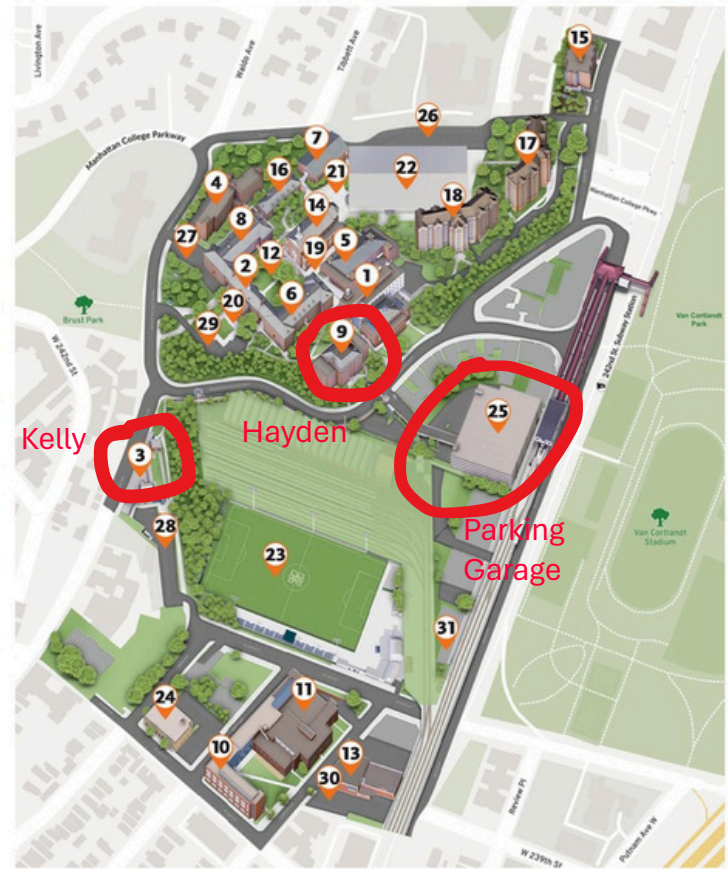 Livington Ave
Waldo Ave
Tibbett Ave
15
26
Manhattan College Parkway
7
17
16
21
22
4
18
Manhattan College Pkwy
14
8
5
27
19
12
2
1
6
20
Brust Park
29
9
242nd St. Subway Station
Van Cortlandt
Park
W 242nd St
25
Kelly
Hayden
3
28
Parking
Garage
Van Cortlandt
Stadium
23
31
11
24
10
13
30
Review Pl
Putnam Ave W
W 239th St